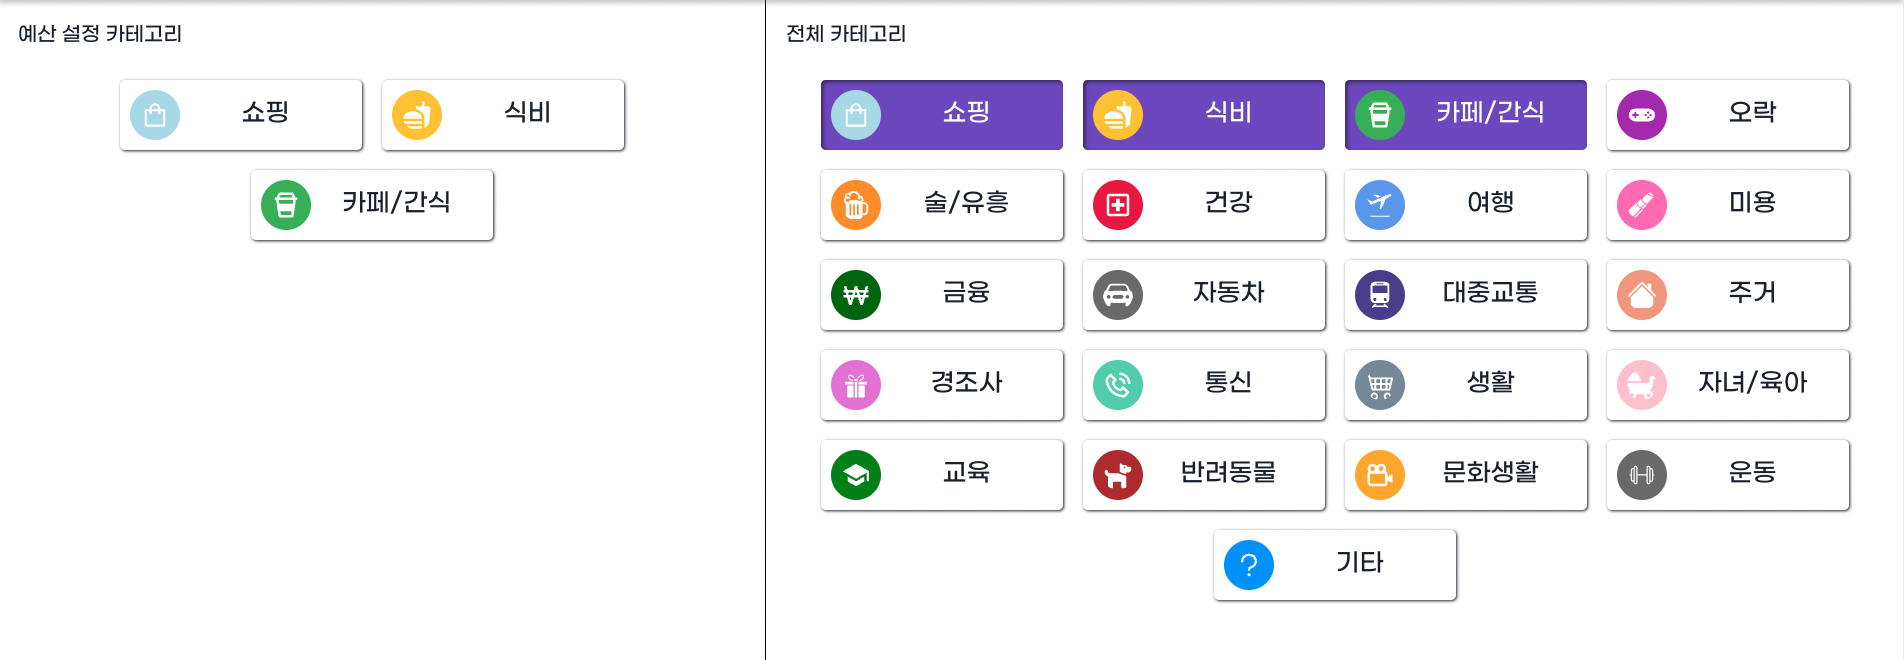 예산 설정 카테고리
쇼핑 식비
카페/간식
전체 카테고리
쇼핑 식비 카페/간식 오락
술/유흥 건강 여행 미용
금융 자동차 대중교통 주거
경조사 통신 생활 자녀/육아
교육 반려동물 문화생활 운동
? 기타